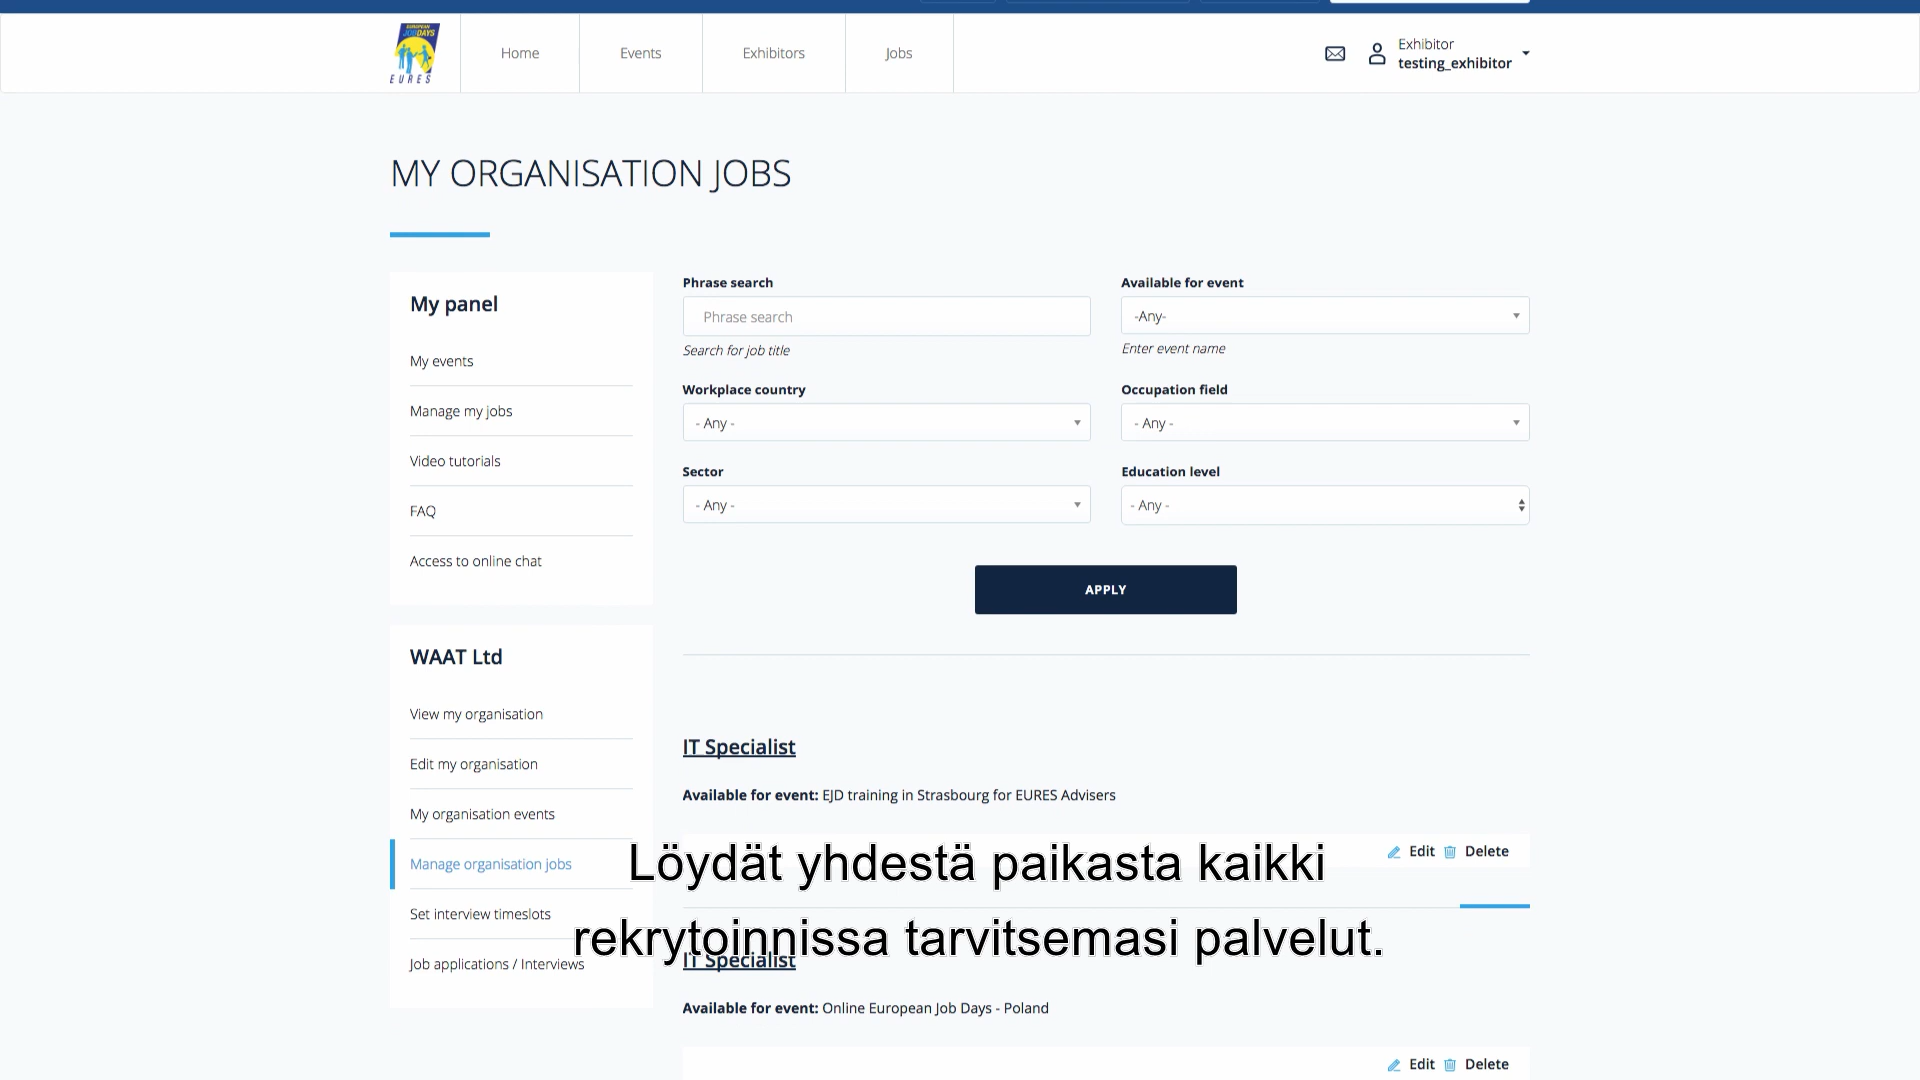 EUROPEAN
JOBDAYS
EURES
Home
Events
Exhibitors
Jobs
Exhibitor
testing_exhibitor
MY ORGANISATION JOBS
My panel
My events
Manage my jobs
Video tutorials
FAQ
Access to online chat
WAAT Ltd
View my organisation
Edit my organisation
My organisation events
Manage organisation jobs
Set interview timeslots
Job applications / Interviews
Phrase search
Phrase search
Search for job title
Available for event
-Any-
Enter event name
Workplace country
- Any -
Occupation field
- Any -
Sector
- Any -
Education level
- Any -
APPLY
IT Specialist
Available for event: EJD training in Strasbourg for EURES Advisers
Edit
Delete
IT Specialist
Available for event: Online European Job Days - Poland
Edit
Delete
Löydät yhdestä paikasta kaikki
rekrytoinnissa tarvitsemasi palvelut.